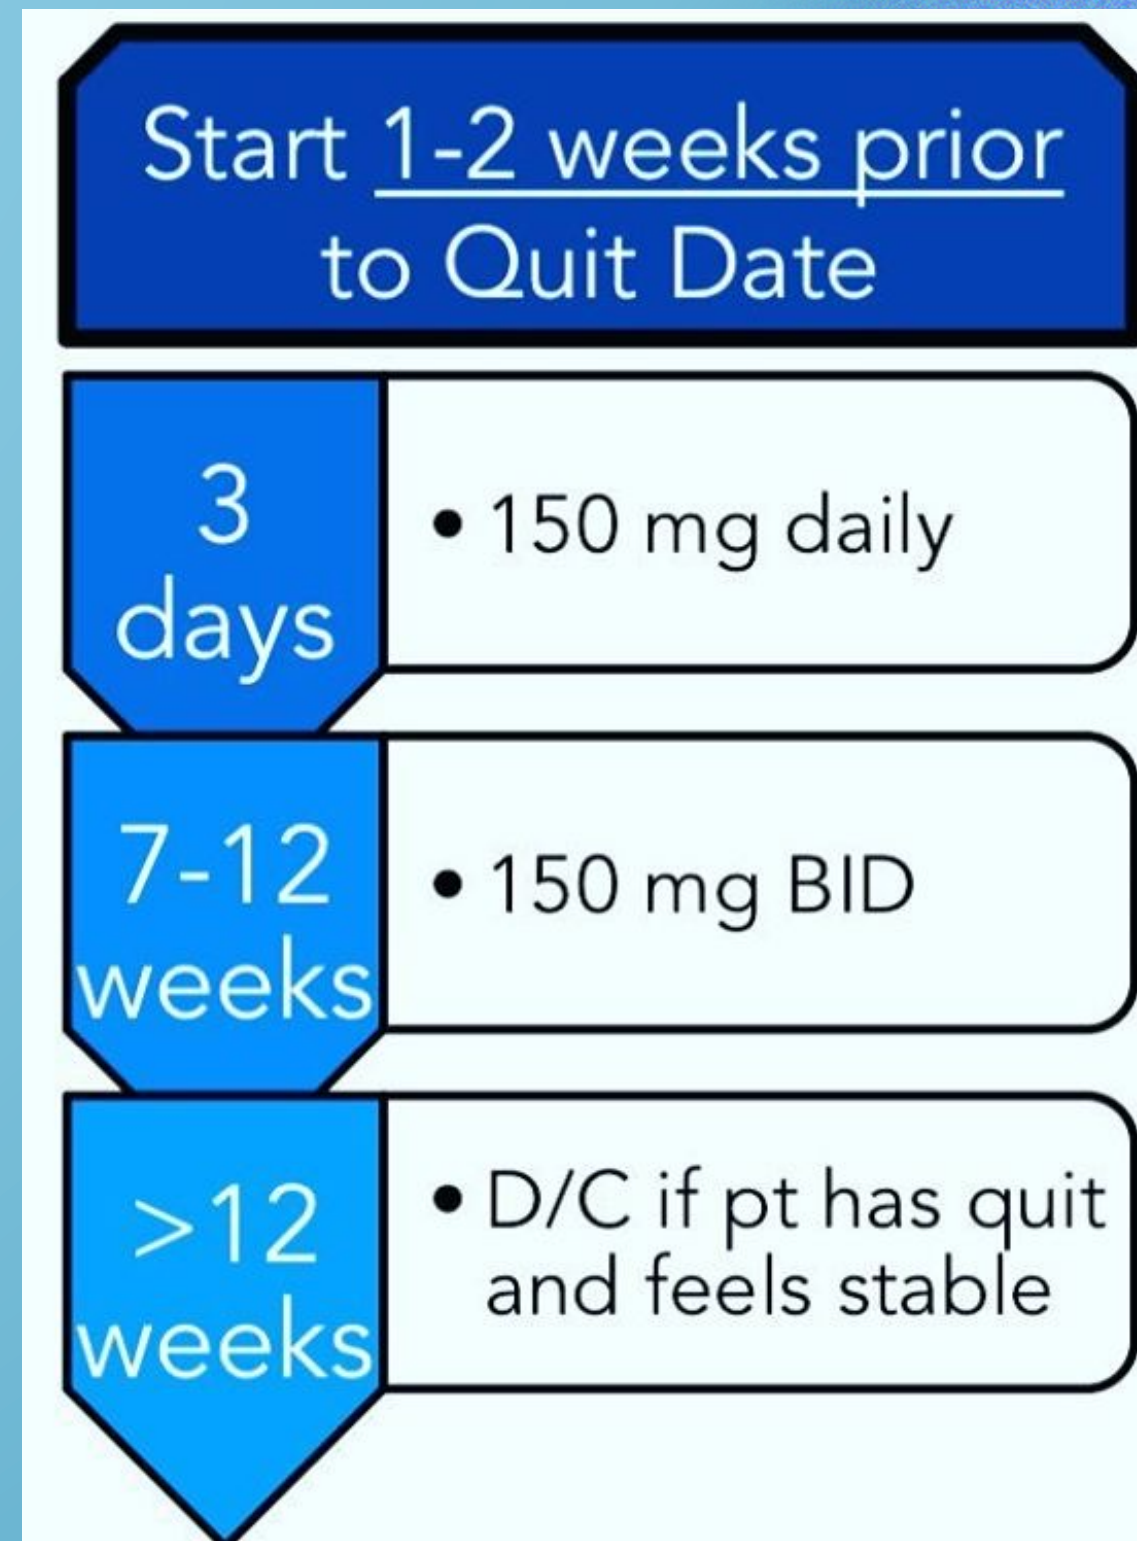 Start 1-2 weeks prior
to Quit Date
3
days
• 150 mg daily
7-12
weeks
• 150 mg BID
>12
weeks
• D/C if pt has quit
and feels stable